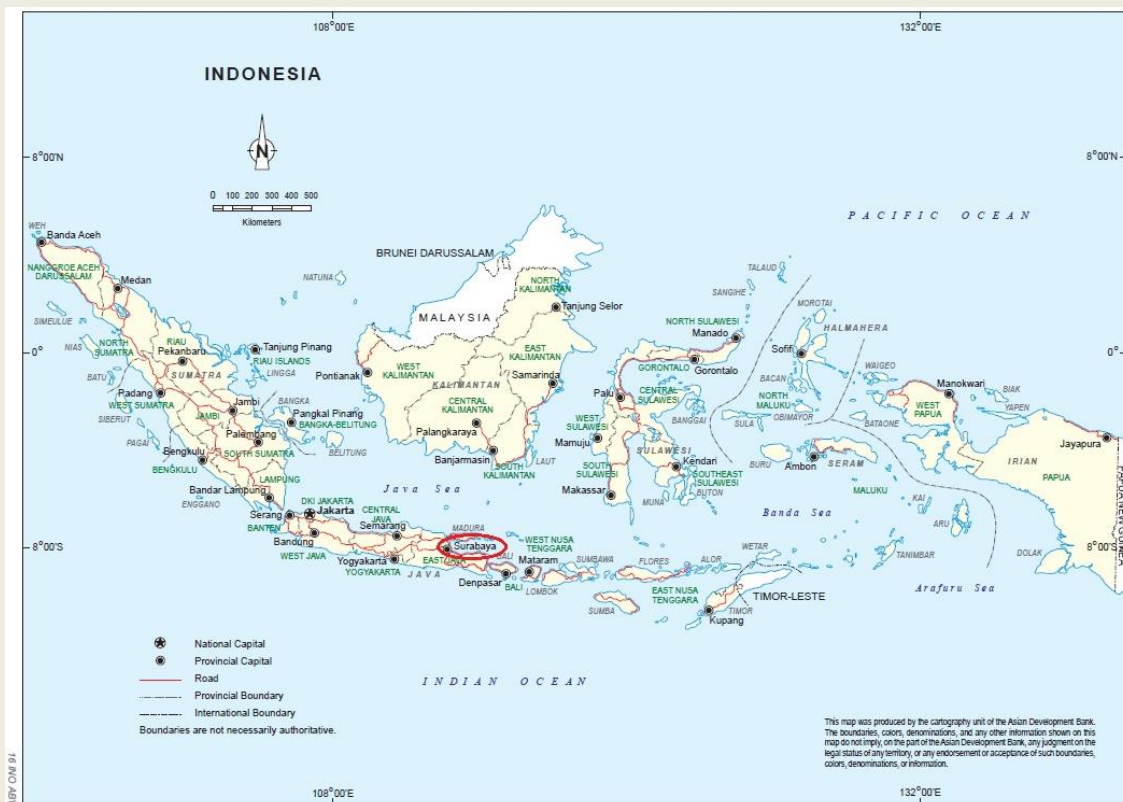 108°00'E
132°00'E
INDONESIA
N
8°00'N
8°00'N
0 100 200 300 400 500
Kilometers
PACIFIC OCEAN
WEH
Banda Aceh
BRUNEI DARUSSALAM
NANGGROE ACEH
DARUSSALAM
Medan
NATUNA
TALAUD
SANGIHE
NORTH
KALIMANTAN
Tanjung Selor
MALAYSIA
MOROTAI
HALMAHERA
SIMEULUE
NIAS
NORTH
SUMATRA
RIAU
Pekanbaru
Tanjung Pinang
RIAU ISLANDS
LINGGA
NORTH SULAWESI
Manado
Sofifi
0°
0°
EAST
KALIMANTAN
Samarinda
WEST
KALIMANTAN
KALIMANTAN
Pontianak
GORONTALO
Gorontalo
WAIGEO
BACAN
Manokwari
BIAK
YAPEN
BATU
SUMATRA
Padang
WEST SUMATRA
SIBERUT
JAMBI
Jambi
BANGKA
Pangkal Pinang
BANGKA-BELITUNG
CENTRAL
KALIMANTAN
Palu
CENTRAL
SULAWESI
BANGGAI
NORTH
MALUKU
SULA
OBIMAYOR
WEST
PAPUA
BATAONE
PAGAI
Palembang
SOUTH SUMATRA
BELITUNG
Palangkaraya
WEST
SULAWESI
Mamuju
SULAWESI
Jayapura
Bengkulu
BENGKULU
Banjarmasin
SOUTH
KALIMANTAN
LAUT
SOUTH
SULAWESI
Kendari
SOUTHEAST
SULAWESI
BURU
Ambon
SERAM
IRIAN
PAPUA
LAMPUNG
Bandar Lampung
ENGGANO
Java Sea
Makassar
MUNA
BUTON
MALUKU
KAI
ARU
PAPUA NEW GUINEA
DKI JAKARTA
Jakarta
Serang
BANTEN
CENTRAL
JAVA
Semarang
MADURA
Banda Sea
8°00'S
8°00'S
Bandung
WEST JAVA
Surabaya
Yogyakarta
YOGYAKARTA
JAVA
BALI
WEST NUSA
TENGGARA
Mataram
SUMBAWA
FLORES
ALOR
WETAR
TANIMBAR
DOLAK
Denpasar
BALI
LOMBOK
SUMBA
EAST NUSA
TENGGARA
TIMOR
TIMOR-LESTE
Kupang
Arafuru Sea
National Capital
Provincial Capital
Road
Provincial Boundary
International Boundary
Boundaries are not necessarily authoritative.
INDIAN OCEAN
This map was produced by the cartography unit of the Asian Development Bank.
The boundaries, colors, denominations, and any other information shown on this
map do not imply, on the part of the Asian Development Bank, any judgment on the
legal status of any territory, or any endorsement or acceptance of such boundaries,
colors, denominations, or information.
108°00'E
132°00'E